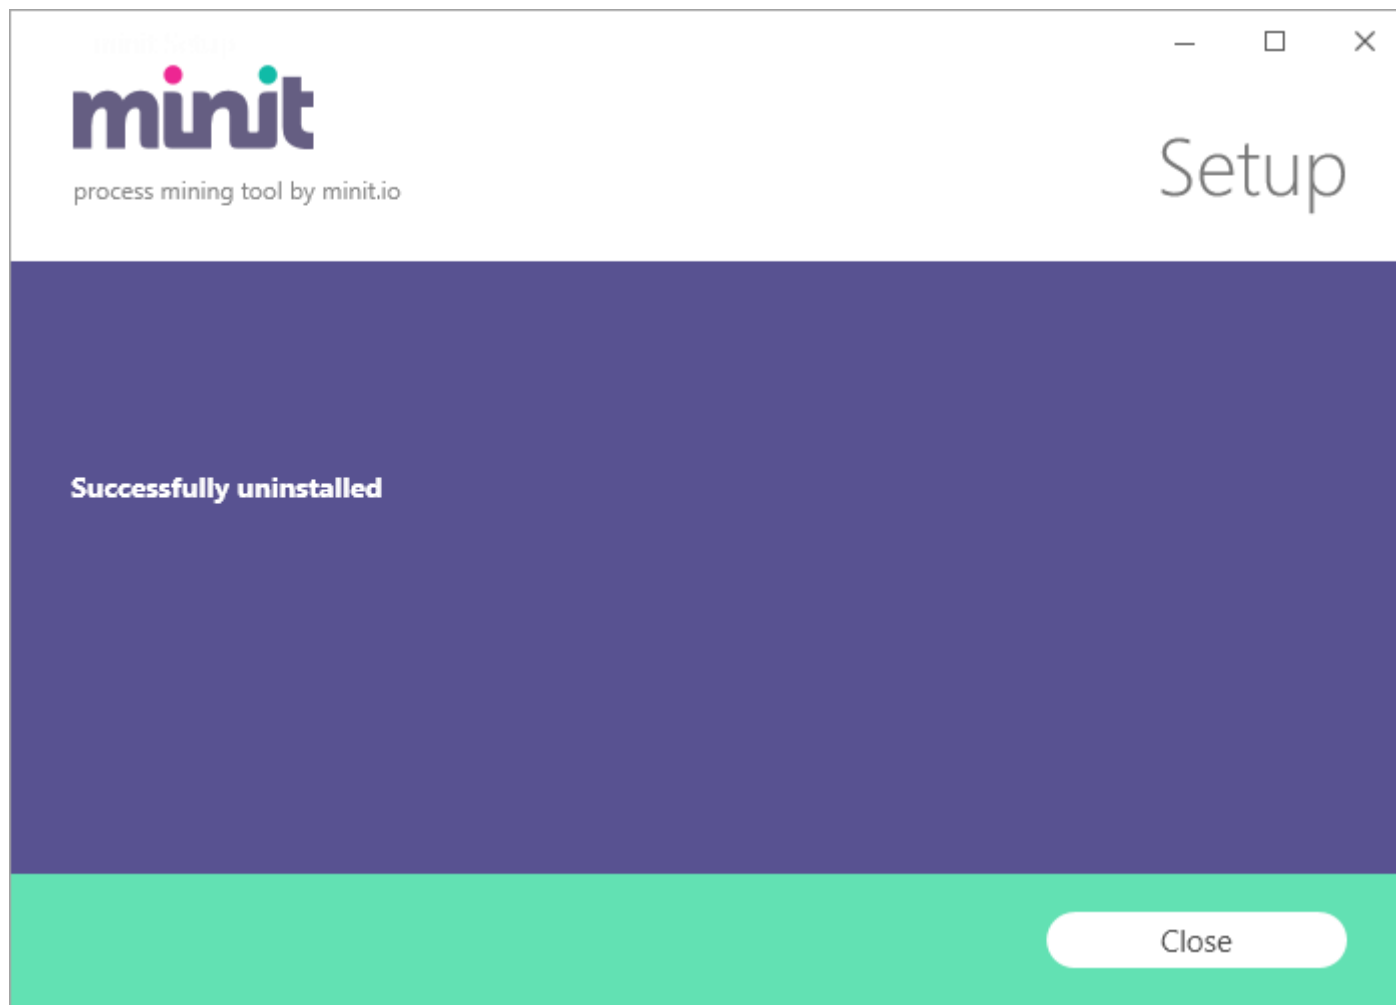 minit
process mining tool by minit.io
Setup
Successfully uninstalled
Close